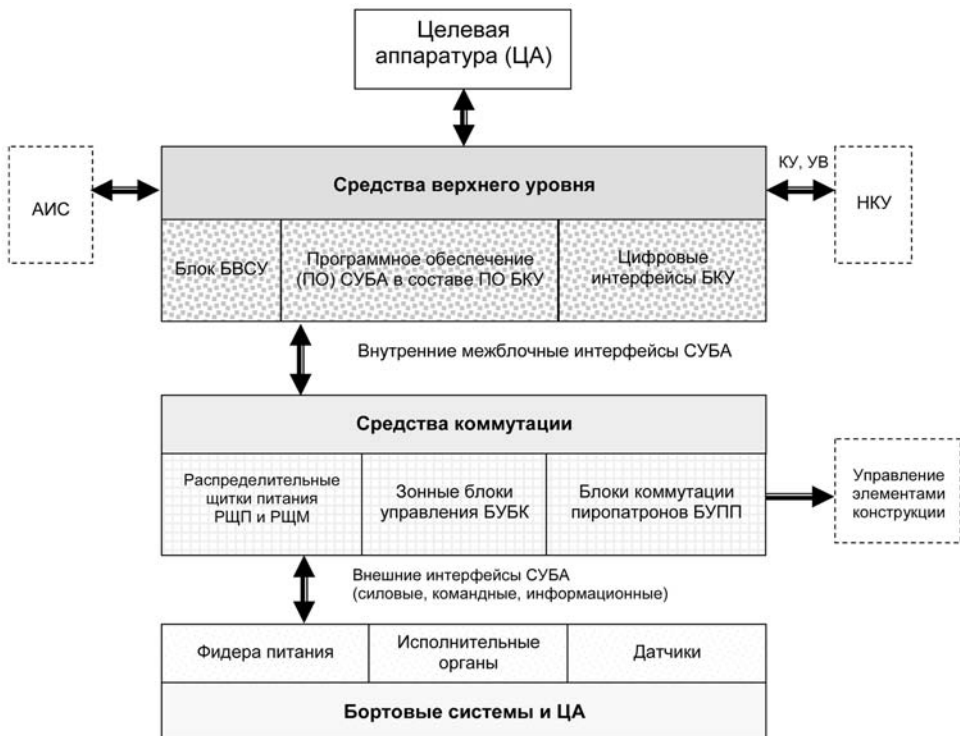 Целевая
аппаратура (ЦА)
АИС
Средства верхнего уровня
КУ, УВ
НКУ
Блок БВСУ
Программное обеспечение
(ПО) СУБА в составе ПО БКУ
Цифровые
интерфейсы БКУ
Внутренние межблочные интерфейсы СУБА
Средства коммутации
Распределительные
щитки питания
РЩП и РЩМ
Зонные блоки
управления БУБК
Блоки коммутации
пиропатронов БУПП
Управление
элементами
конструкции
Внешние интерфейсы СУБА
(силовые, командные, информационные)
Фидера питания
Исполнительные
органы
Датчики
Бортовые системы и ЦА